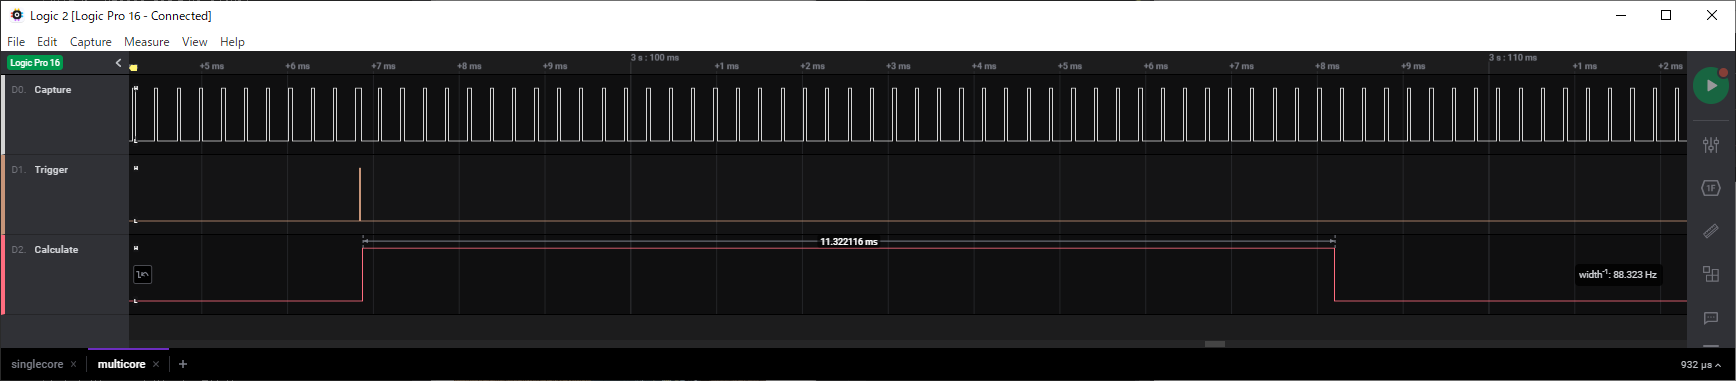 Logic 2 [Logic Pro 16 - Connected]
File Edit Capture Measure View Help
Logic Pro 16
3 s : 100 ms 3 s : 110 ms
+5 ms +6 ms +7 ms +8 ms +9 ms +1 ms +2 ms +3 ms +4 ms +5 ms +6 ms +7 ms +8 ms +9 ms +1 ms +2 ms
D0. Capture
D1. Trigger
D2. Calculate
11.322116 ms
width-1: 88.323 Hz
1F
singlecore × multicore × +
932 µs